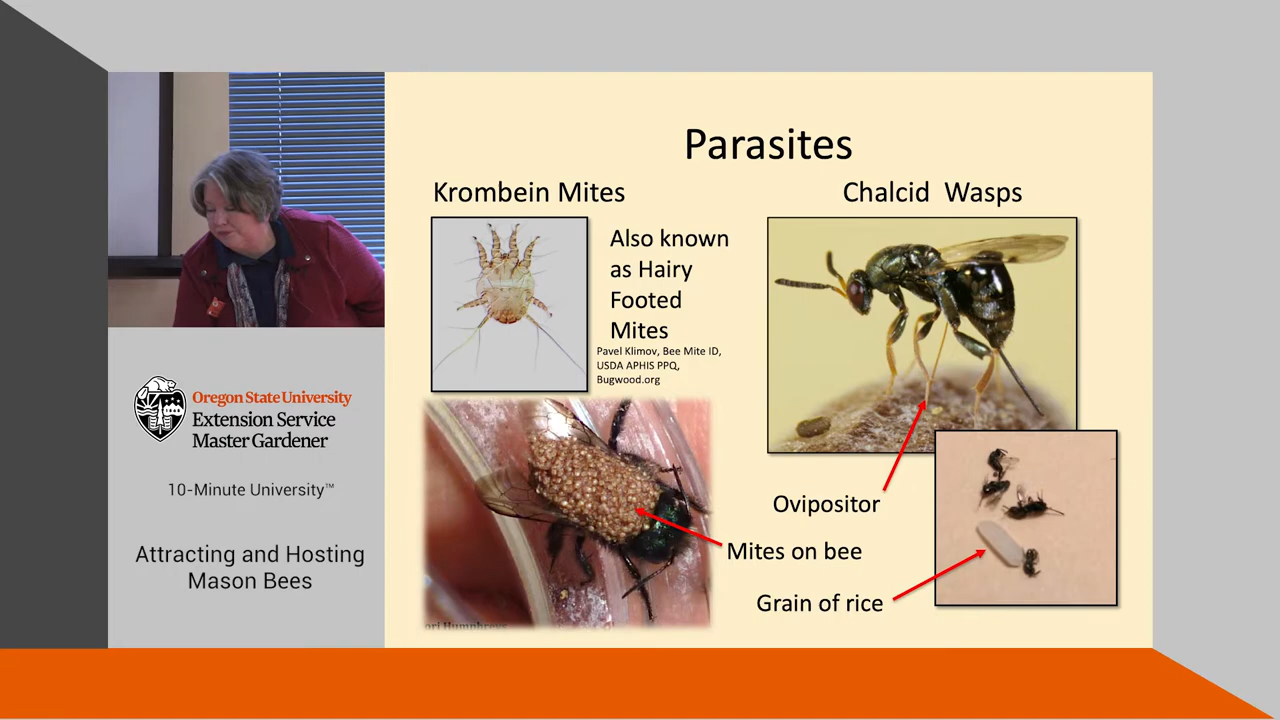 Parasites
Krombein Mites
Chalcid Wasps
Also known
as Hairy
Footed
Mites
Pavel Klimov, Bee Mite ID,
USDA APHIS PPQ,
Bugwood.org
Ovipositor
Mites on bee
Grain of rice
ori Humphreys
Oregon State University
Extension Service
Master Gardener
10-Minute University™
Attracting and Hosting
Mason Bees